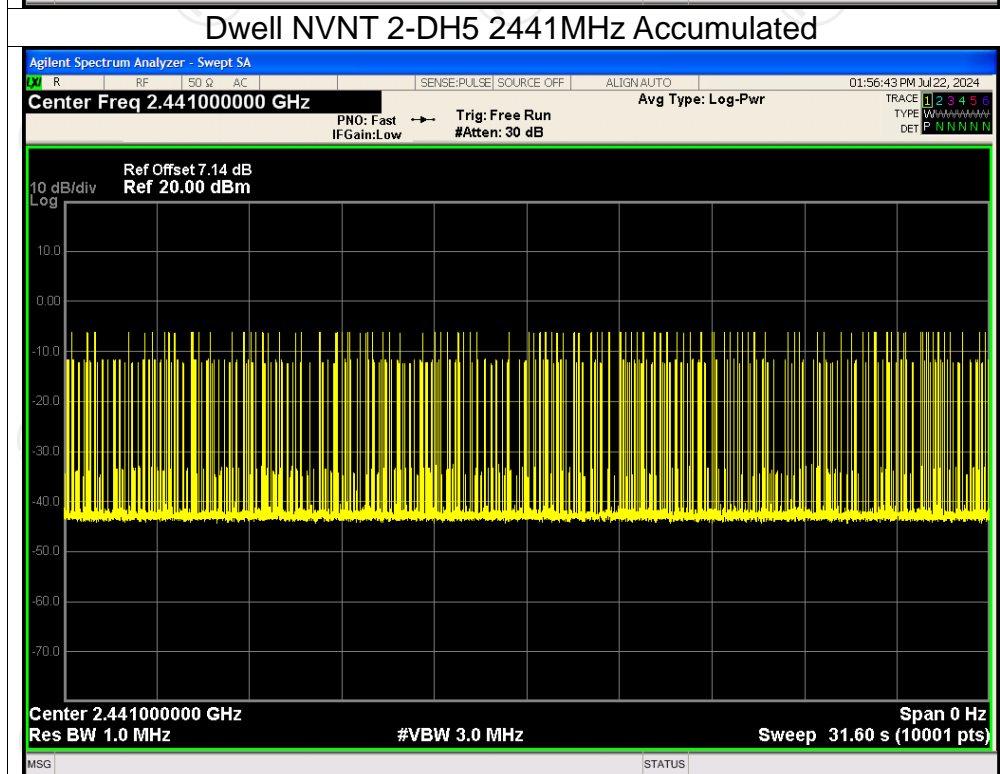 Dwell NVNT 2-DH5 2441MHz Accumulated
Agilent Spectrum Analyzer - Swept SA
LXI R RF 50 Ω AC SENSE:PULSE SOURCE OFF ALIGN AUTO 01:56:43 PM Jul 22, 2024
Center Freq 2.441000000 GHz Avg Type: Log-Pwr TRACE 1 2 3 4 5 6
PNO: Fast Trig: Free Run TYPE WWWWWW
IFGain:Low #Atten: 30 dB DET P N N N N N
Ref Offset 7.14 dB
10 dB/div Ref 20.00 dBm
Log
10.0
0.00
-10.0
-20.0
-30.0
-40.0
-50.0
-60.0
-70.0
Center 2.441000000 GHz Span 0 Hz
Res BW 1.0 MHz #VBW 3.0 MHz Sweep 31.60 s (10001 pts)
MSG STATUS